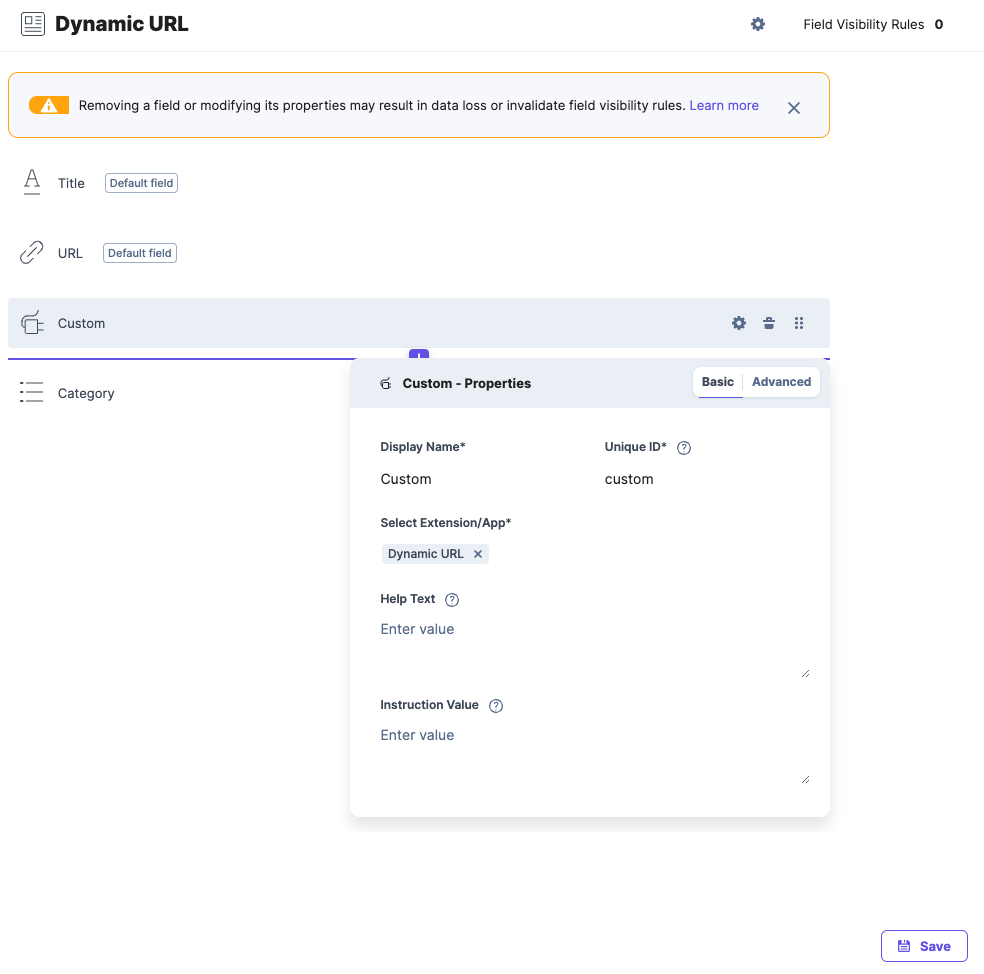 Dynamic URL
Field Visibility Rules 0
Removing a field or modifying its properties may result in data loss or invalidate field visibility rules. Learn more
Title Default field
URL Default field
Custom
Category
Custom - Properties
Basic Advanced
Display Name* Unique ID*
Custom custom
Select Extension/App*
Dynamic URL
Help Text
Enter value
Instruction Value
Enter value
Save